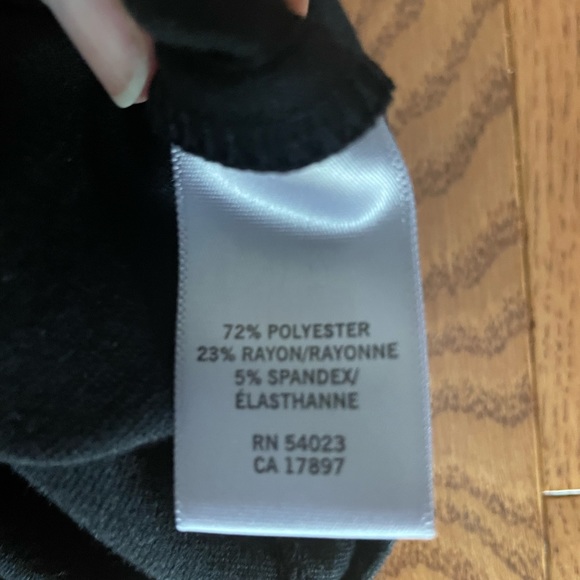 72% POLYESTER
23% RAYON/RAYONNE
5% SPANDEX/
ÉLASTHANNE
RN 54023
CA 17897